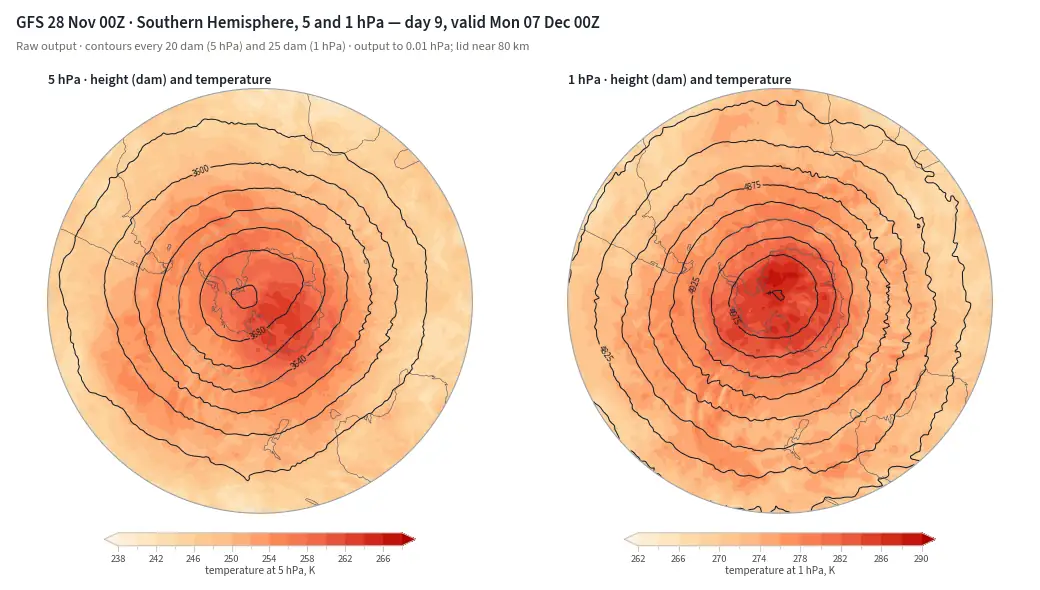 GFS 28 Nov 00Z · Southern Hemisphere, 5 and 1 hPa — day 9, valid Mon 07 Dec 00Z
Raw output · contours every 20 dam (5 hPa) and 25 dam (1 hPa) · output to 0.01 hPa; lid near 80 km
5 hPa · height (dam) and temperature
1 hPa · height (dam) and temperature
3600
3680
3640
4875
4925
4975
4825
238 242 246 250 254 258 262 266
temperature at 5 hPa, K
262 266 270 274 278 282 286 290
temperature at 1 hPa, K